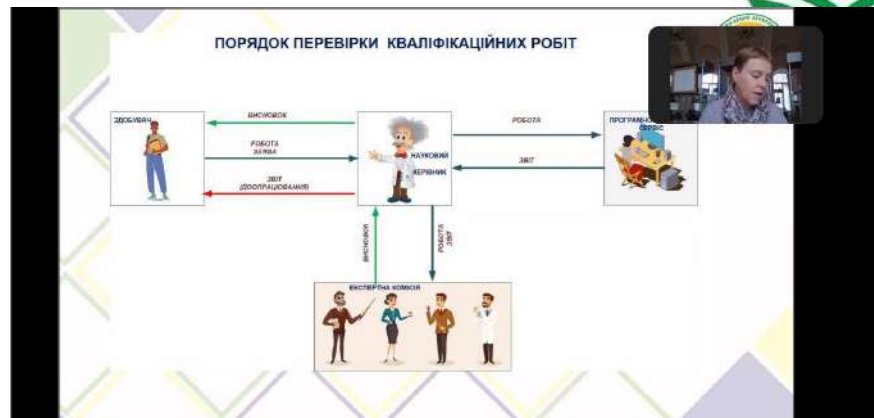 ПОРЯДОК ПЕРЕВІРКИ КВАЛІФІКАЦІЙНИХ РОБІТ
ЗДОБУВАЧ
ВИСНОВОК
РОБОТА
ЗАЯВА
ЗВІТ
(ДООПРАЦЮВАННЯ)
НАУКОВИЙ
КЕРІВНИК
РОБОТА
ЗВІТ
СЕРВІС
ВИСНОВОК
РОБОТА
ЗВІТ
ЕКСПЕРТНА КОМІСІЯ